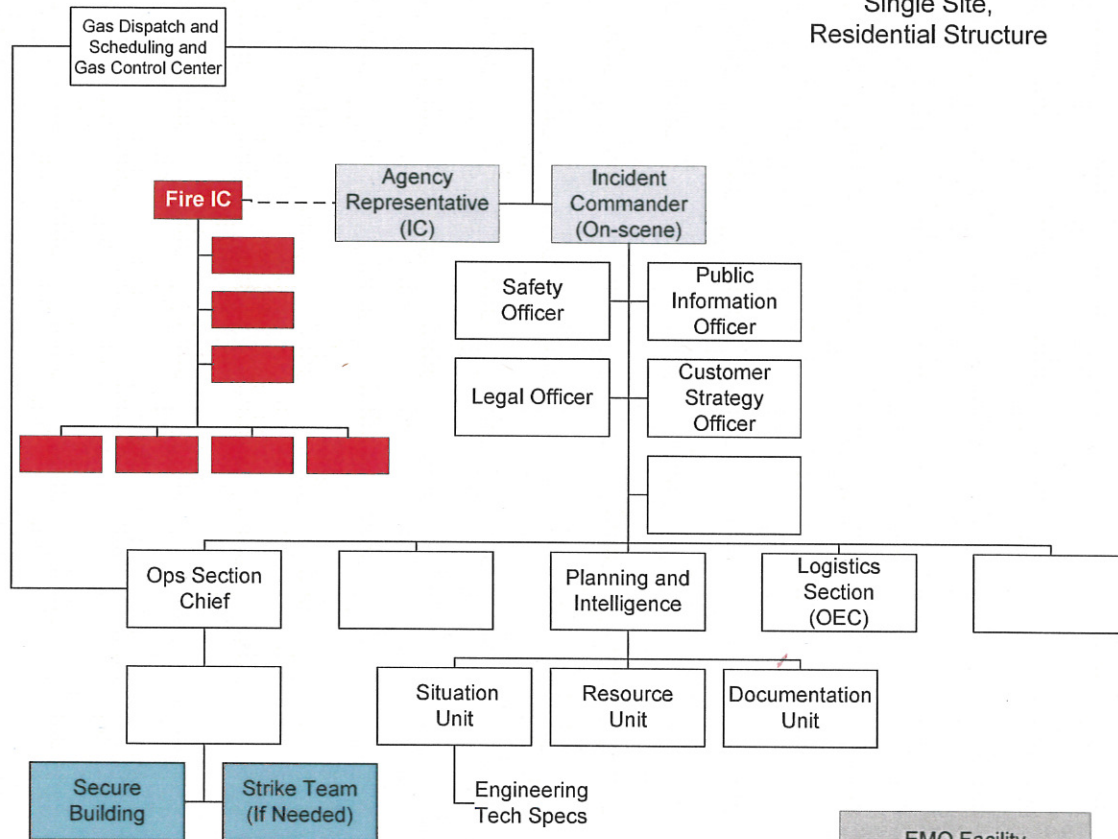 Single Site,
Residential Structure
Gas Dispatch and
Scheduling and
Gas Control Center
Fire IC
Agency
Representative
(IC)
Incident
Commander
(On-scene)
Safety
Officer
Public
Information
Officer
Legal Officer
Customer
Strategy
Officer
Ops Section
Chief
Planning and
Intelligence
Logistics
Section
(OEC)
Situation
Unit
Resource
Unit
Documentation
Unit
Secure
Building
Strike Team
(If Needed)
Engineering
Tech Specs
EMO Facility